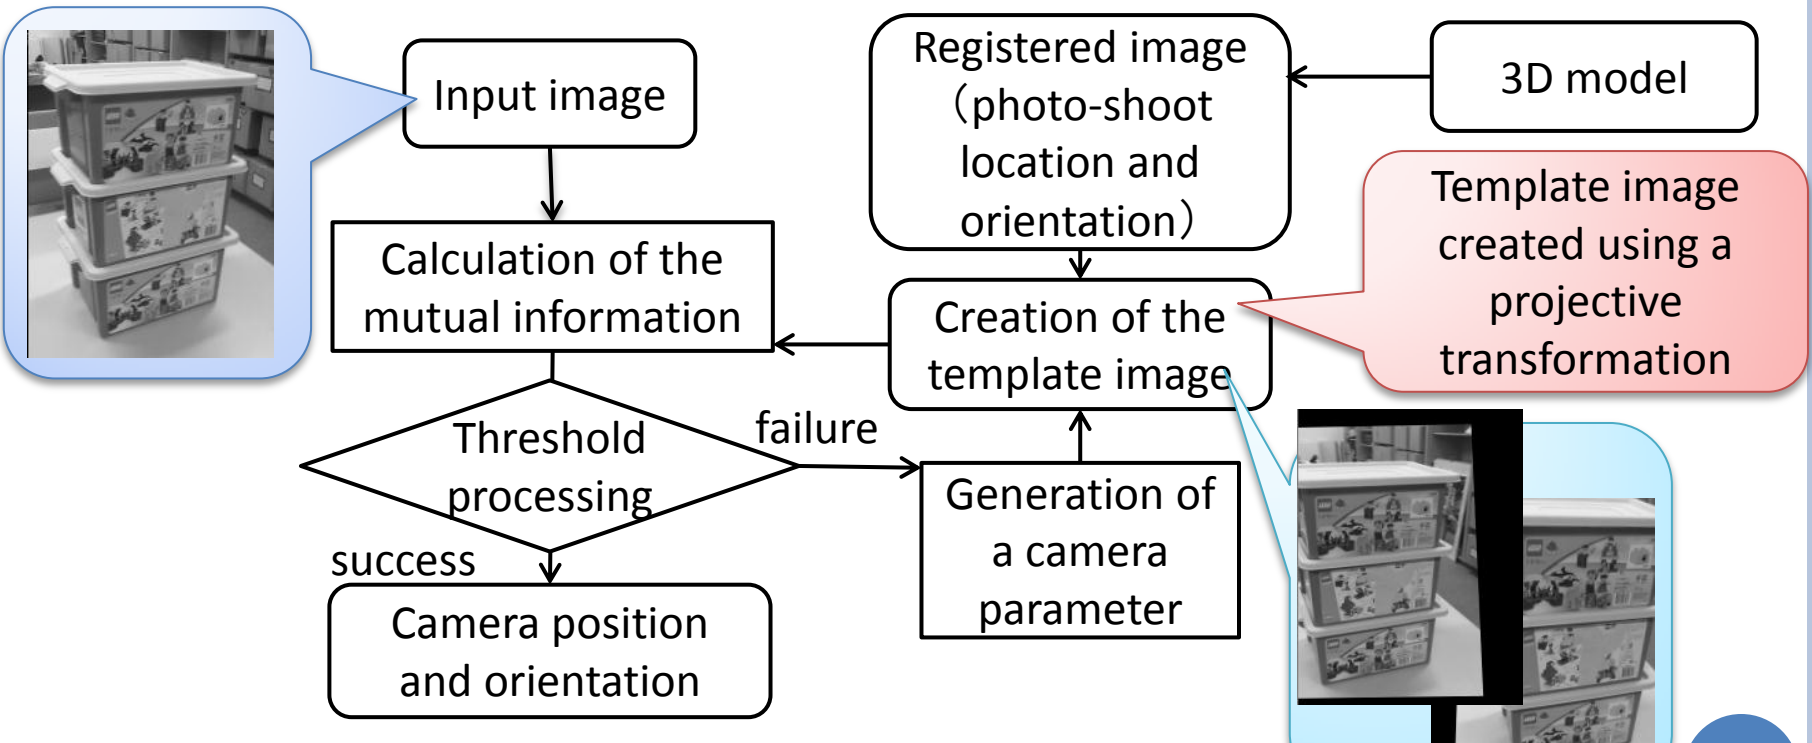 Input image
Registered image
（photo-shoot
location and
orientation）
3D model
Template image
created using a
projective
transformation
Calculation of the
mutual information
Creation of the
template image
Threshold
processing
failure
success
Generation of
a camera
parameter
Camera position
and orientation